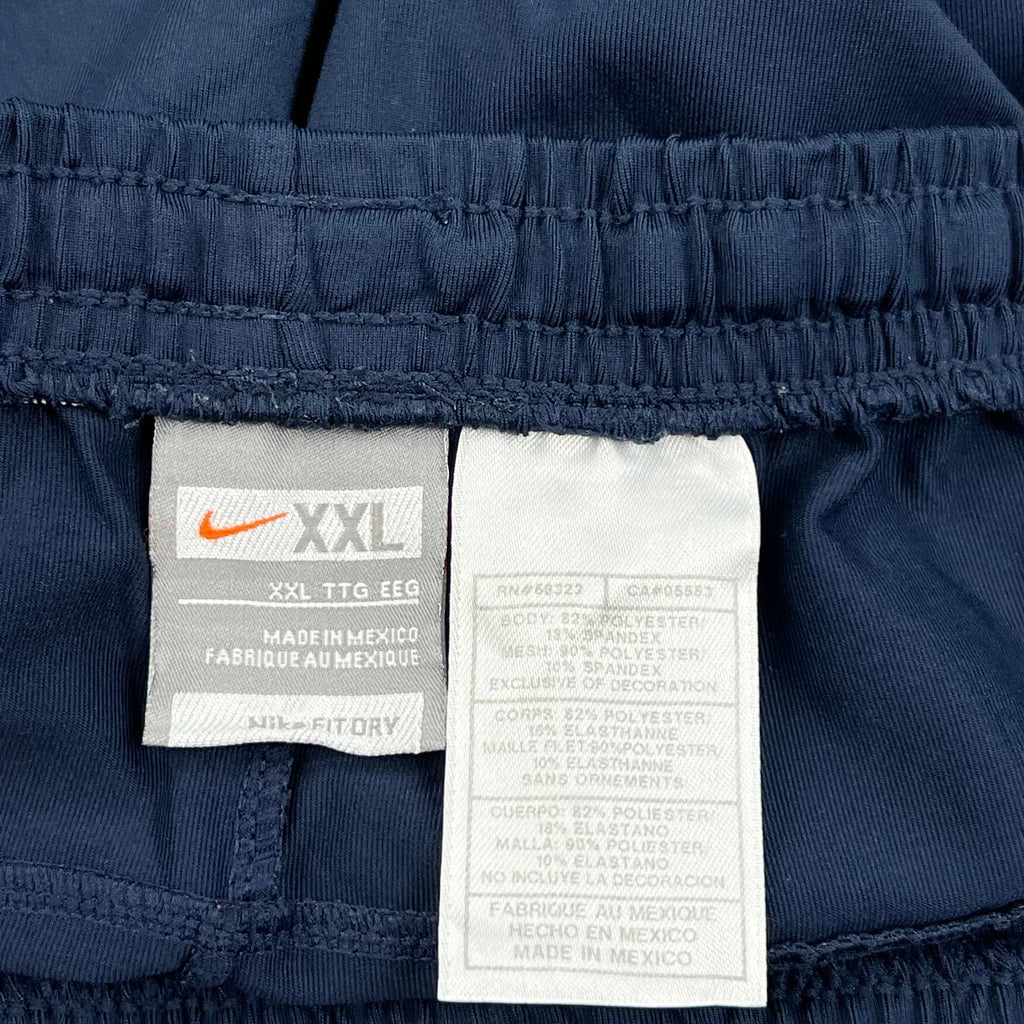 XXL
XXL TTG EEG
MADE IN MEXICO
FABRIQUE AU MEXIQUE
NIKE FIT DRY
RN#56323 CA#05553
BODY: 82% POLYESTER/
18% SPANDEX
MESH: 90% POLYESTER/
10% SPANDEX
EXCLUSIVE OF DECORATION
CORPS: 82% POLYESTER/
18% ELASTHANNE
MAILLE FILET:90%POLYESTER/
10% ELASTHANNE
SANS ORNEMENTS
CUERPO: 82% POLIESTER/
18% ELASTANO
MALLA: 90% POLIESTER/
10% ELASTANO
NO INCLUYE LA DECORACION
FABRIQUE AU MEXIQUE
HECHO EN MEXICO
MADE IN MEXICO